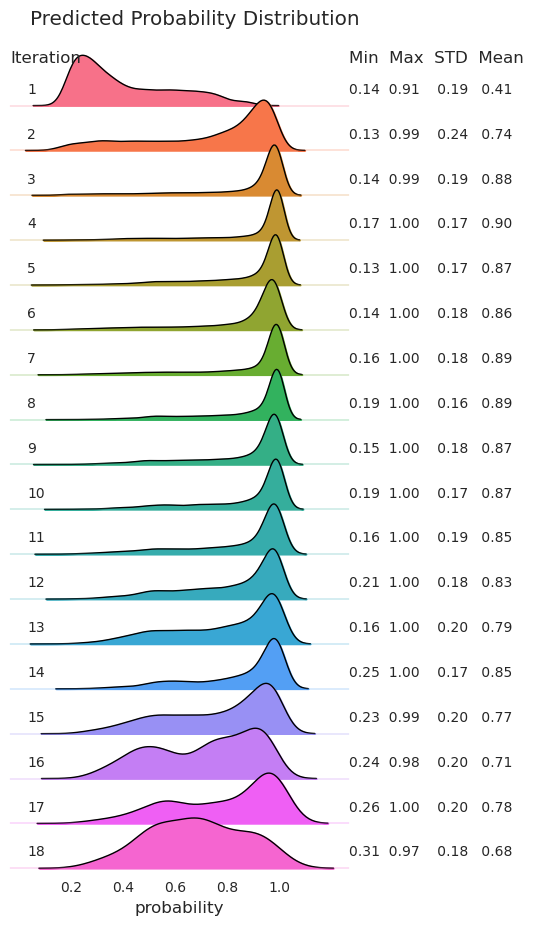 Predicted Probability Distribution
Iteration Min Max STD Mean
1 0.14 0.91 0.19 0.41
2 0.13 0.99 0.24 0.74
3 0.14 0.99 0.19 0.88
4 0.17 1.00 0.17 0.90
5 0.13 1.00 0.17 0.87
6 0.14 1.00 0.18 0.86
7 0.16 1.00 0.18 0.89
8 0.19 1.00 0.16 0.89
9 0.15 1.00 0.18 0.87
10 0.19 1.00 0.17 0.87
11 0.16 1.00 0.19 0.85
12 0.21 1.00 0.18 0.83
13 0.16 1.00 0.20 0.79
14 0.25 1.00 0.17 0.85
15 0.23 0.99 0.20 0.77
16 0.24 0.98 0.20 0.71
17 0.26 1.00 0.20 0.78
18 0.31 0.97 0.18 0.68
0.2 0.4 0.6 0.8 1.0
probability